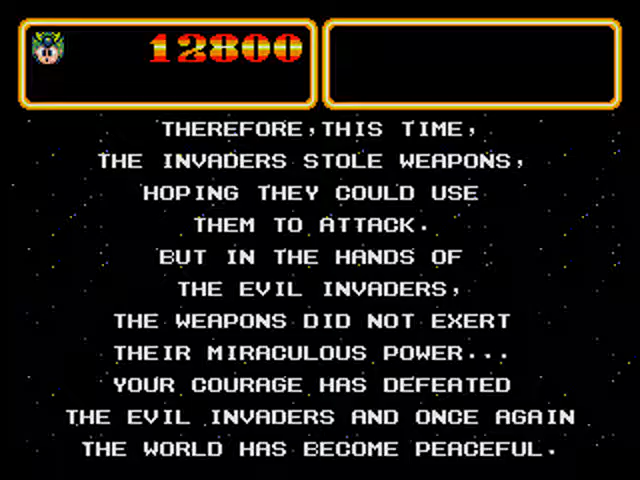 12800
THEREFORE,THIS TIME,
THE INVADERS STOLE WEAPONS,
HOPING THEY COULD USE
THEM TO ATTACK.
BUT IN THE HANDS OF
THE EVIL INVADERS,
THE WEAPONS DID NOT EXERT
THEIR MIRACULOUS POWER...
YOUR COURAGE HAS DEFEATED
THE EVIL INVADERS AND ONCE AGAIN
THE WORLD HAS BECOME PEACEFUL.